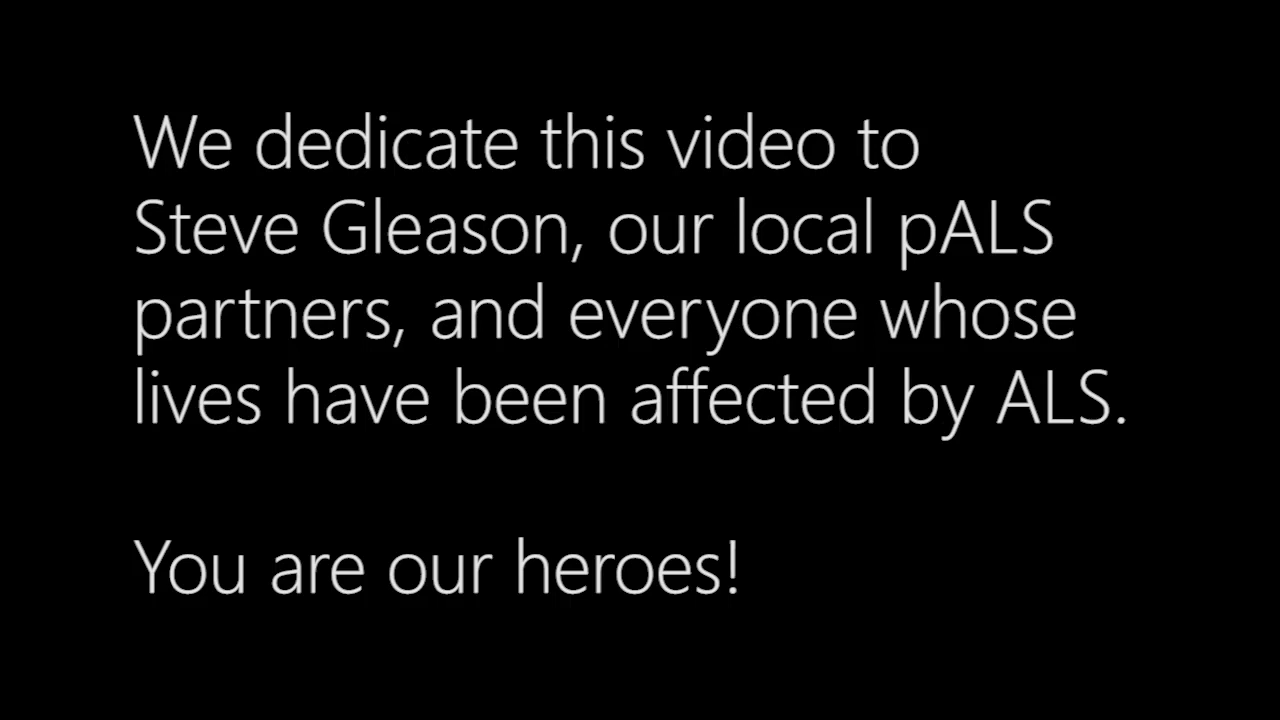 We dedicate this video to
Steve Gleason, our local pALS
partners, and everyone whose
lives have been affected by ALS.
You are our heroes!